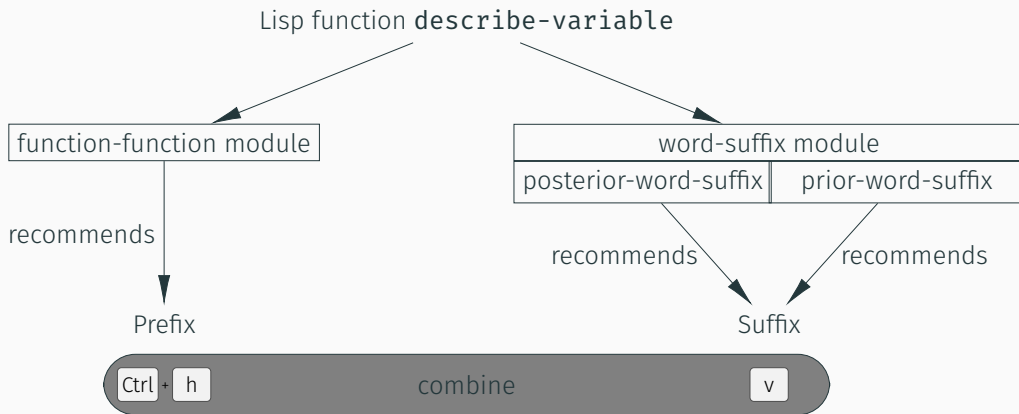 Lisp function describe-variable
function-function module
word-suffix module
posterior-word-suffix
prior-word-suffix
recommends
recommends
recommends
Prefix
Suffix
Ctrl + h
combine
v